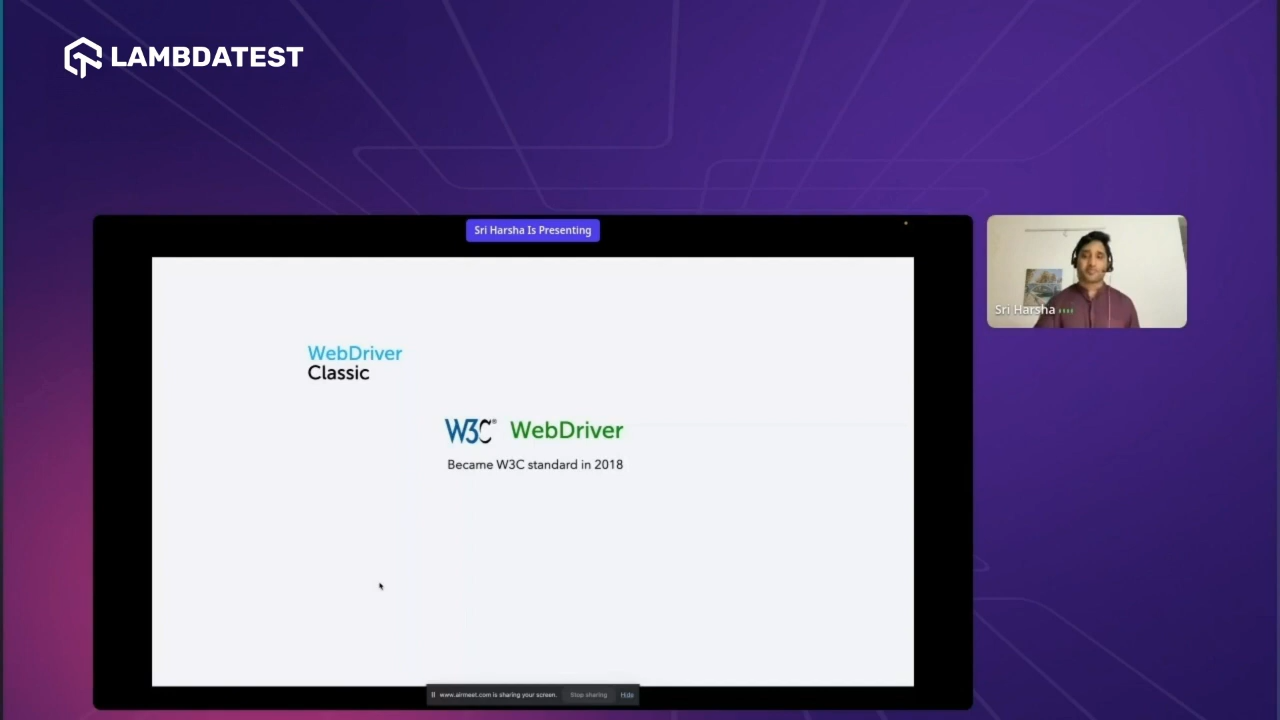 LAMBDATEST
Sri Harsha Is Presenting
WebDriver
Classic
W3C® WebDriver
Became W3C standard in 2018
Sri Harsha
www.airmeet.com is sharing your screen. Stop sharing Hide